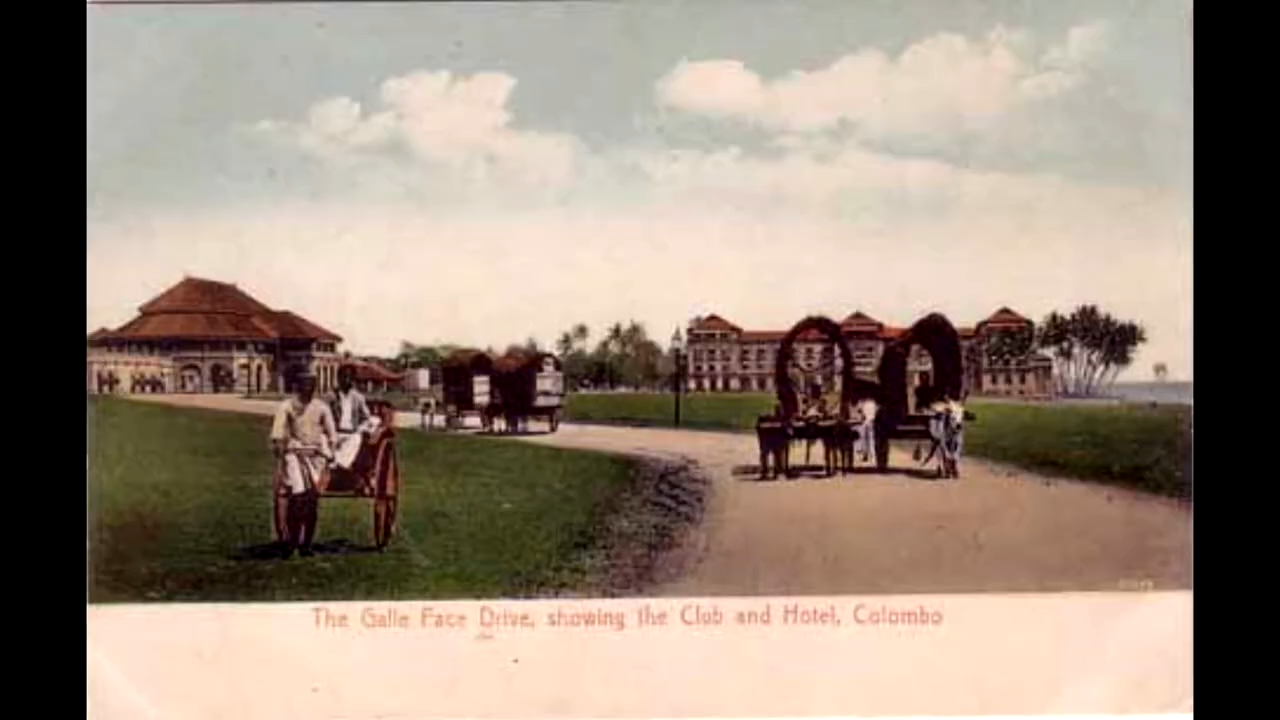 The Galle Face Drive, showing the Club and Hotel, Colombo